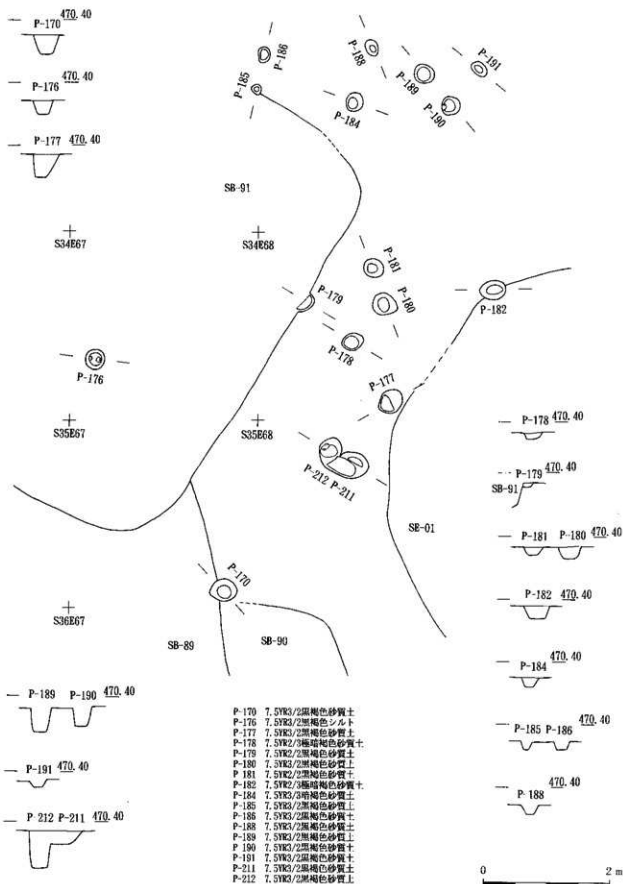 P-170 470.40
P-176 470.40
P-177 470.40
P-186
P-185
P-188
P-189
P-191
P-190
P-184
SB-91
S34E67
S34E68
P-181
P-180
P-179
P-182
P-178
P-176
P-177
S35E67
S35E68
P-212 P-211
SB-01
P-170
S36E67
SB-89
SB-90
P-178 470.40
P-179 470.40
SB-91
P-181 P-180 470.40
P-182 470.40
P-184 470.40
P-185 P-186 470.40
P-188 470.40
P-189 P-190 470.40
P-191 470.40
P-212 P-211 470.40
P-170 7.5YR3/2黒褐色砂質土
P-176 7.5YR3/2黒褐色シルト
P-177 7.5YR3/2黒褐色砂質土
P-178 7.5YR2/3極暗褐色砂質土
P-179 7.5YR2/2黒褐色砂質土
P-180 7.5YR3/2黒褐色砂質土
P 181 7.5YR2/2黒褐色砂質土
P-182 7.5YR2/3極暗褐色砂質土
P-184 7.5YR3/3暗褐色砂質土
P-185 7.5YR3/2黒褐色砂質土
P-186 7.5YR3/2黒褐色砂質土
P-188 7.5YR3/2黒褐色砂質土
P-189 7.5YR3/2黒褐色砂質土
P 190 7.5YR3/2黒褐色砂質土
P-191 7.5YR3/2黒褐色砂質土
P-211 7.5YR3/2黒褐色砂質土
P-212 7.5YR3/2黒褐色砂質土
0 2 m